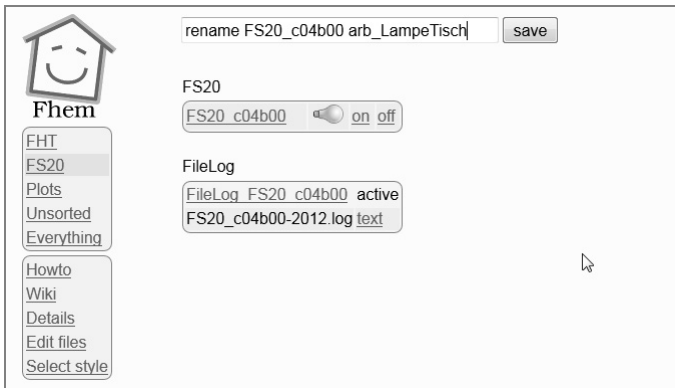 rename FS20_c04b00 arb_LampeTisch save
Fhem
FHT
FS20
Plots
Unsorted
Everything
Howto
Wiki
Details
Edit files
Select style
FS20
FS20_c04b00 on off
FileLog
FileLog_FS20_c04b00 active
FS20_c04b00-2012.log text